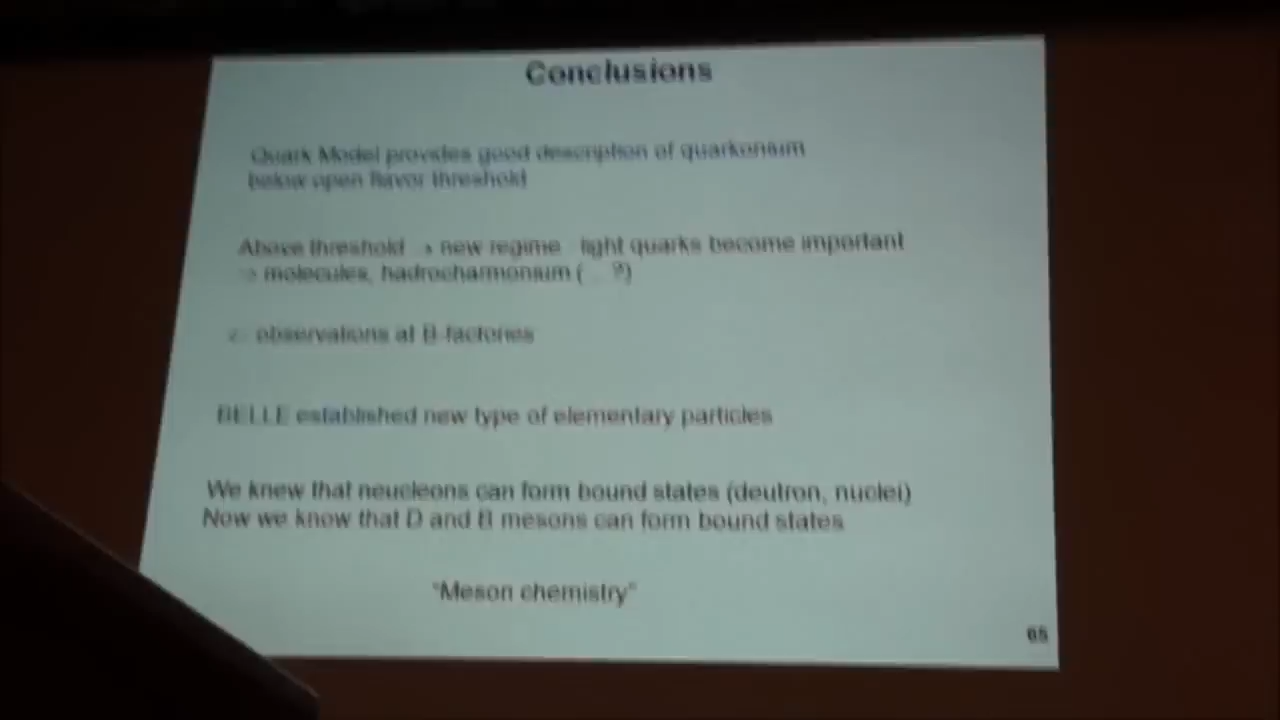 Conclusions
Quark Model provides good description of quarkonium
below open flavor threshold
Above threshold → new regime light quarks become important
⇒ molecules, hadrocharmonium ( ... ?)
observations at B-factories
BELLE established new type of elementary particles
We knew that neucleons can form bound states (deutron, nuclei)
Now we know that D and B mesons can form bound states
“Meson chemistry”
65